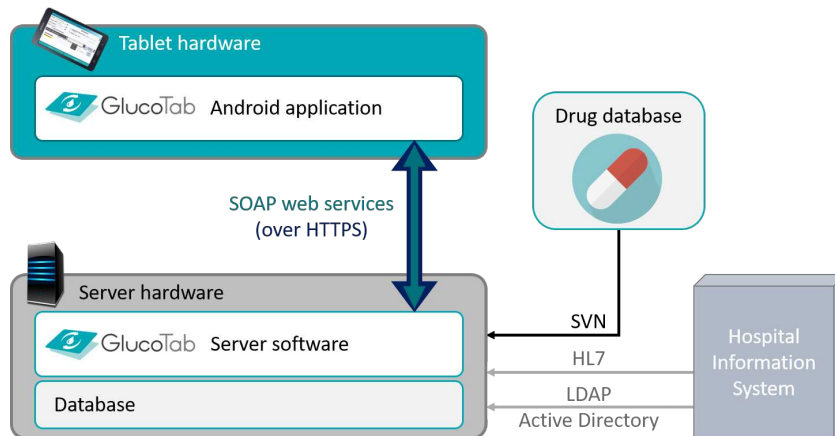 Tablet hardware
GlucoTab Android application
Drug database
SOAP web services
(over HTTPS)
Server hardware
SVN
GlucoTab Server software
HL7
Hospital
Information
System
LDAP
Database
Active Directory